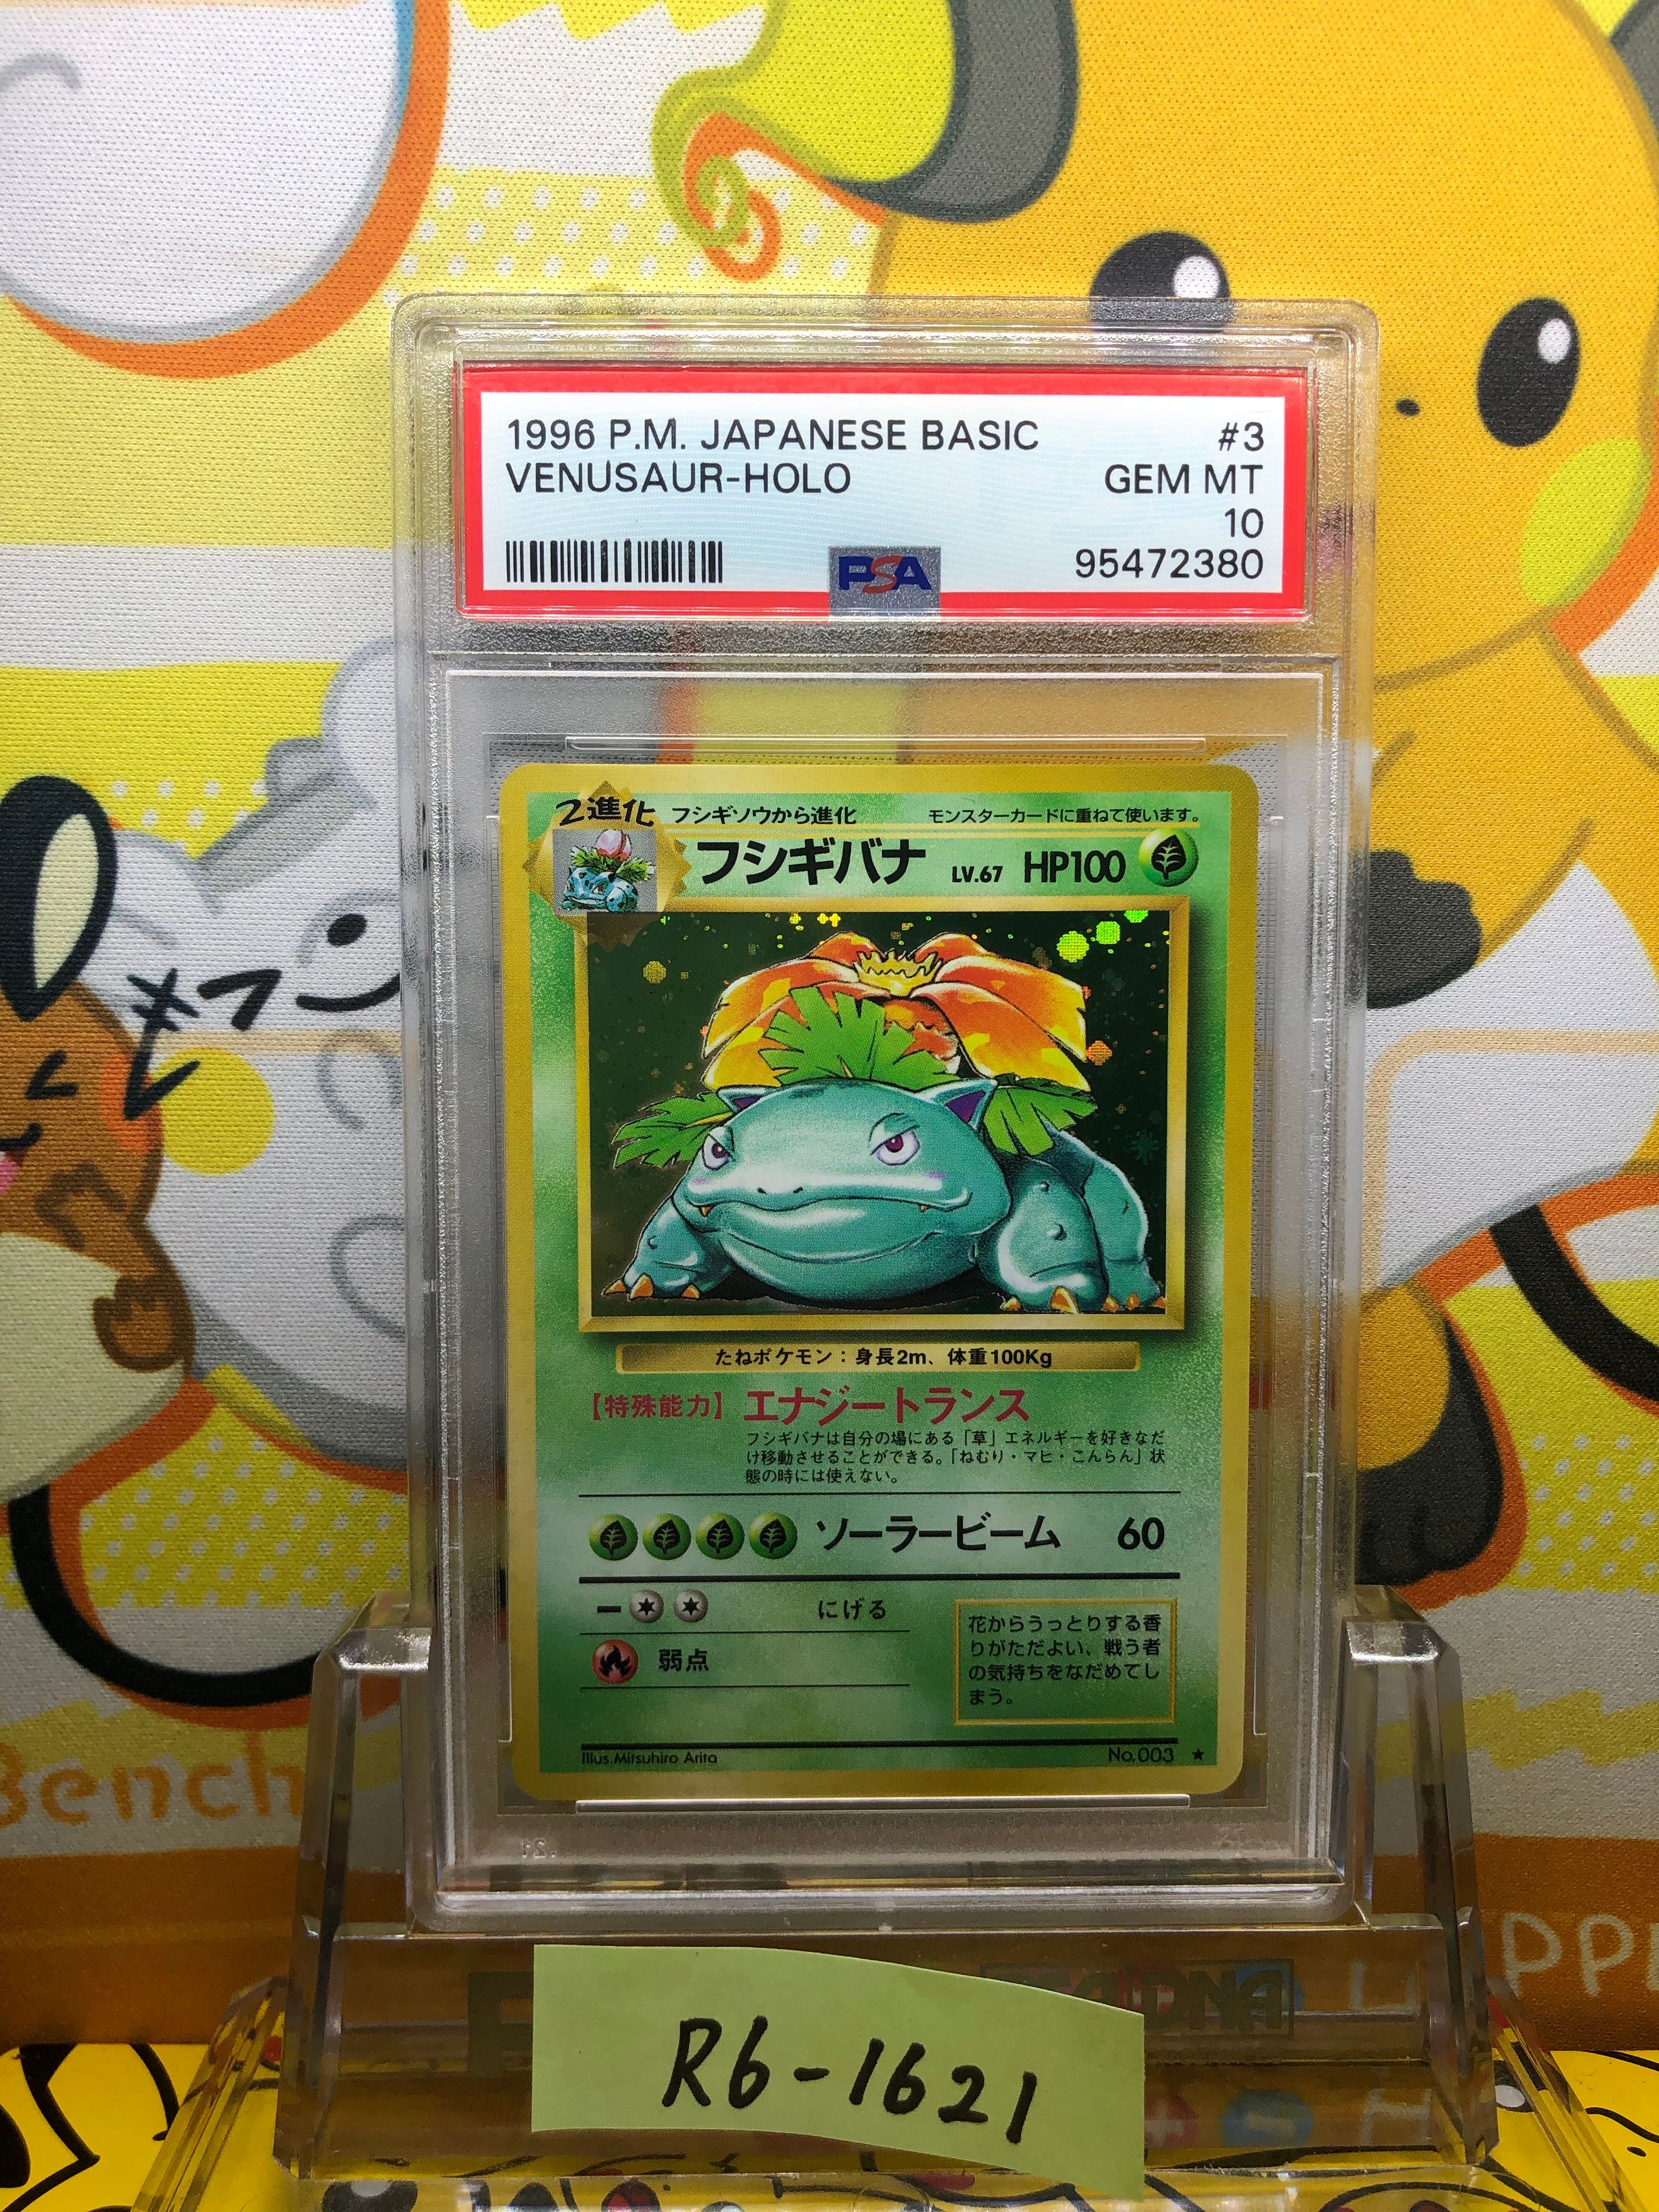 1996 P.M. JAPANESE BASIC #3
VENUSAUR-HOLO GEM MT
10
PSA 95472380
2進化 フシギソウから進化 モンスターカードに重ねて使います。
フシギバナ LV.67 HP100
たねポケモン：身長2m、体重100Kg
【特殊能力】エナジートランス
フシギバナは自分の場にある「草」エネルギーを好きなだ
け移動させることができる。「ねむり・マヒ・こんらん」状
態の時には使えない。
ソーラービーム 60
ー にげる
弱点
花からうっとりする香
りがただよい、戦う者
の気持ちをなだめてし
まう。
Illus.Mitsuhiro Arita No.003 ★
Bench
R6-1621